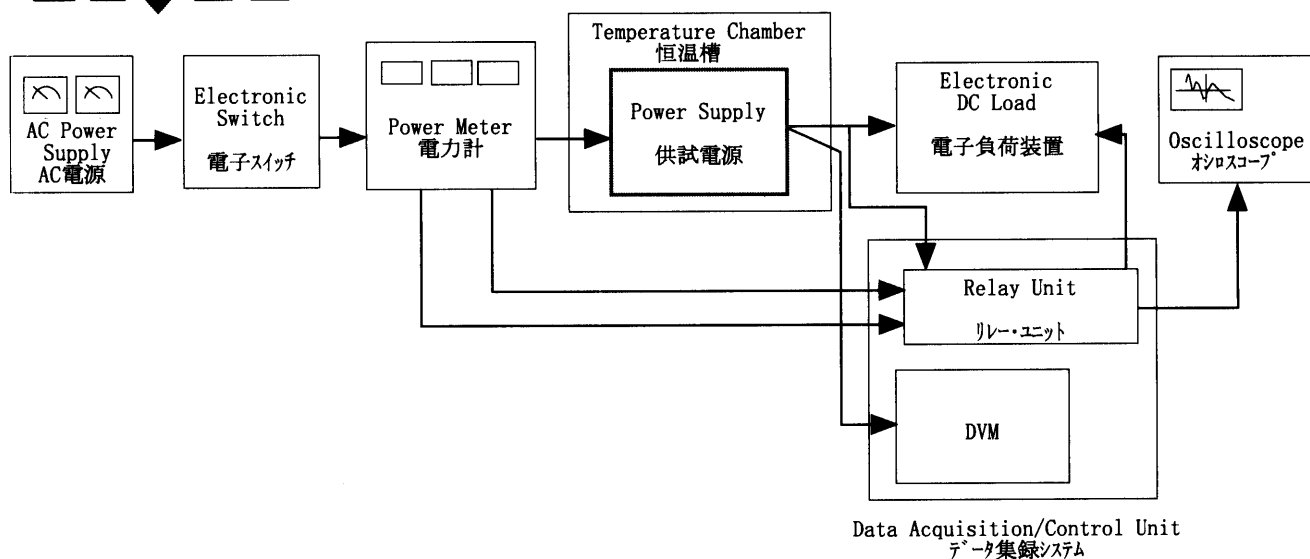 AC Power
Supply
AC電源
Electronic
Switch
電子スイッチ
Power Meter
電力計
Temperature Chamber
恒温槽
Power Supply
供試電源
Electronic
DC Load
電子負荷装置
Oscilloscope
オシロスコープ
Relay Unit
リレー・ユニット
DVM
Data Acquisition/Control Unit
データ集録システム